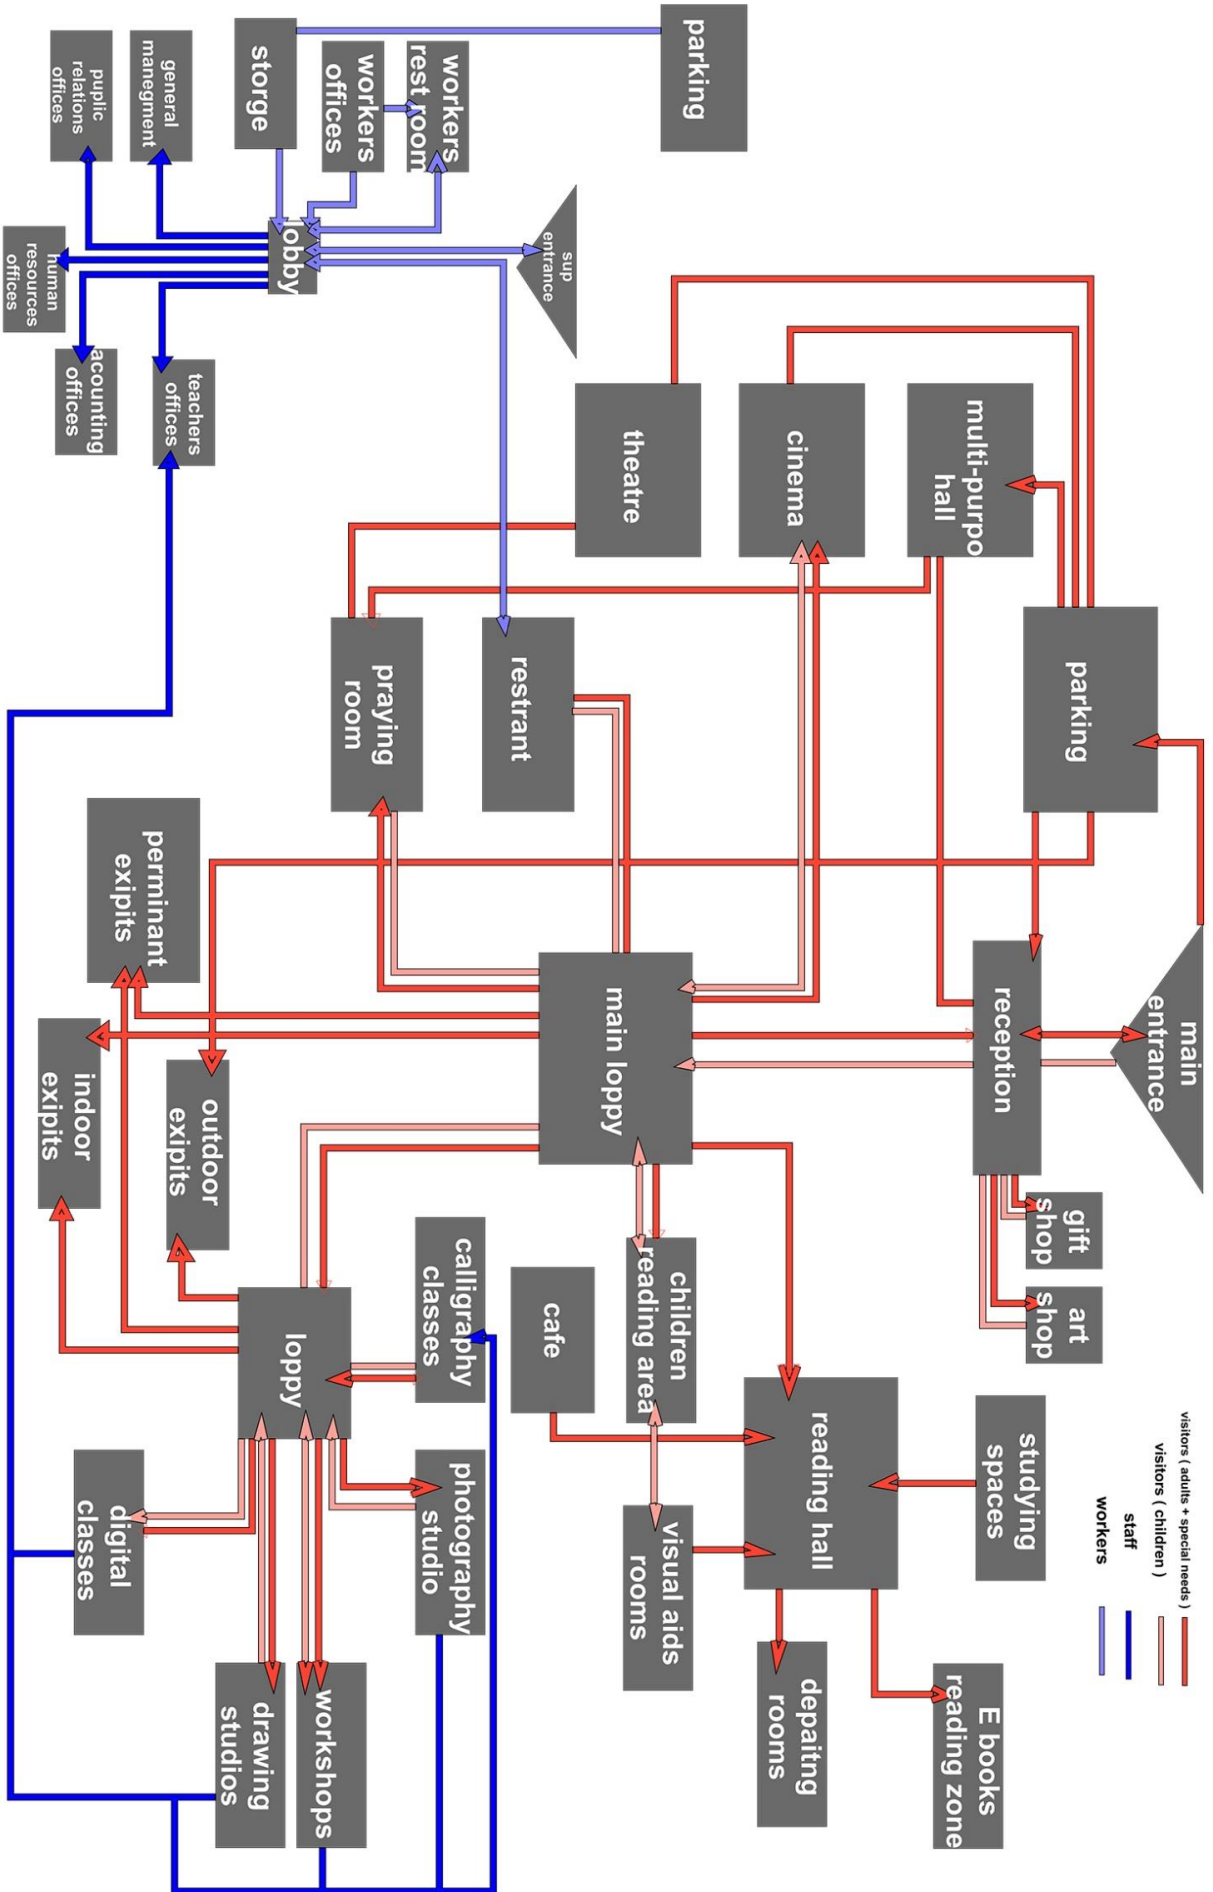 visitors ( adults + special needs )
visitors ( children )
staff
workers
main
entrance
parking
reception
gift
shop
art
shop
studying
spaces
E books
reading zone
multi-purpo
hall
cinema
theatre
reading hall
depaitng
rooms
parking
main loppy
children
reading area
visual aids
rooms
cafe
sup
entrance
restrant
praying
room
calligraphy
classes
photography
studio
workers
rest room
workers
offices
storge
lobby
loppy
workshops
drawing
studios
digital
classes
outdoor
exipits
perminant
exipits
indoor
exipits
general
manegment
puplic
relations
offices
human
resources
offices
acounting
offices
teachers
offices